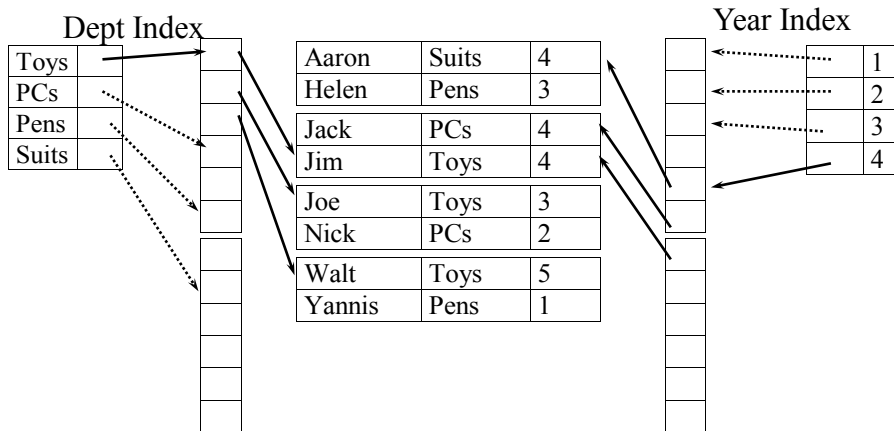 Dept Index
Year Index
Toys
PCs
Pens
Suits
Aaron Suits 4
Helen Pens 3
Jack PCs 4
Jim Toys 4
Joe Toys 3
Nick PCs 2
Walt Toys 5
Yannis Pens 1
1
2
3
4